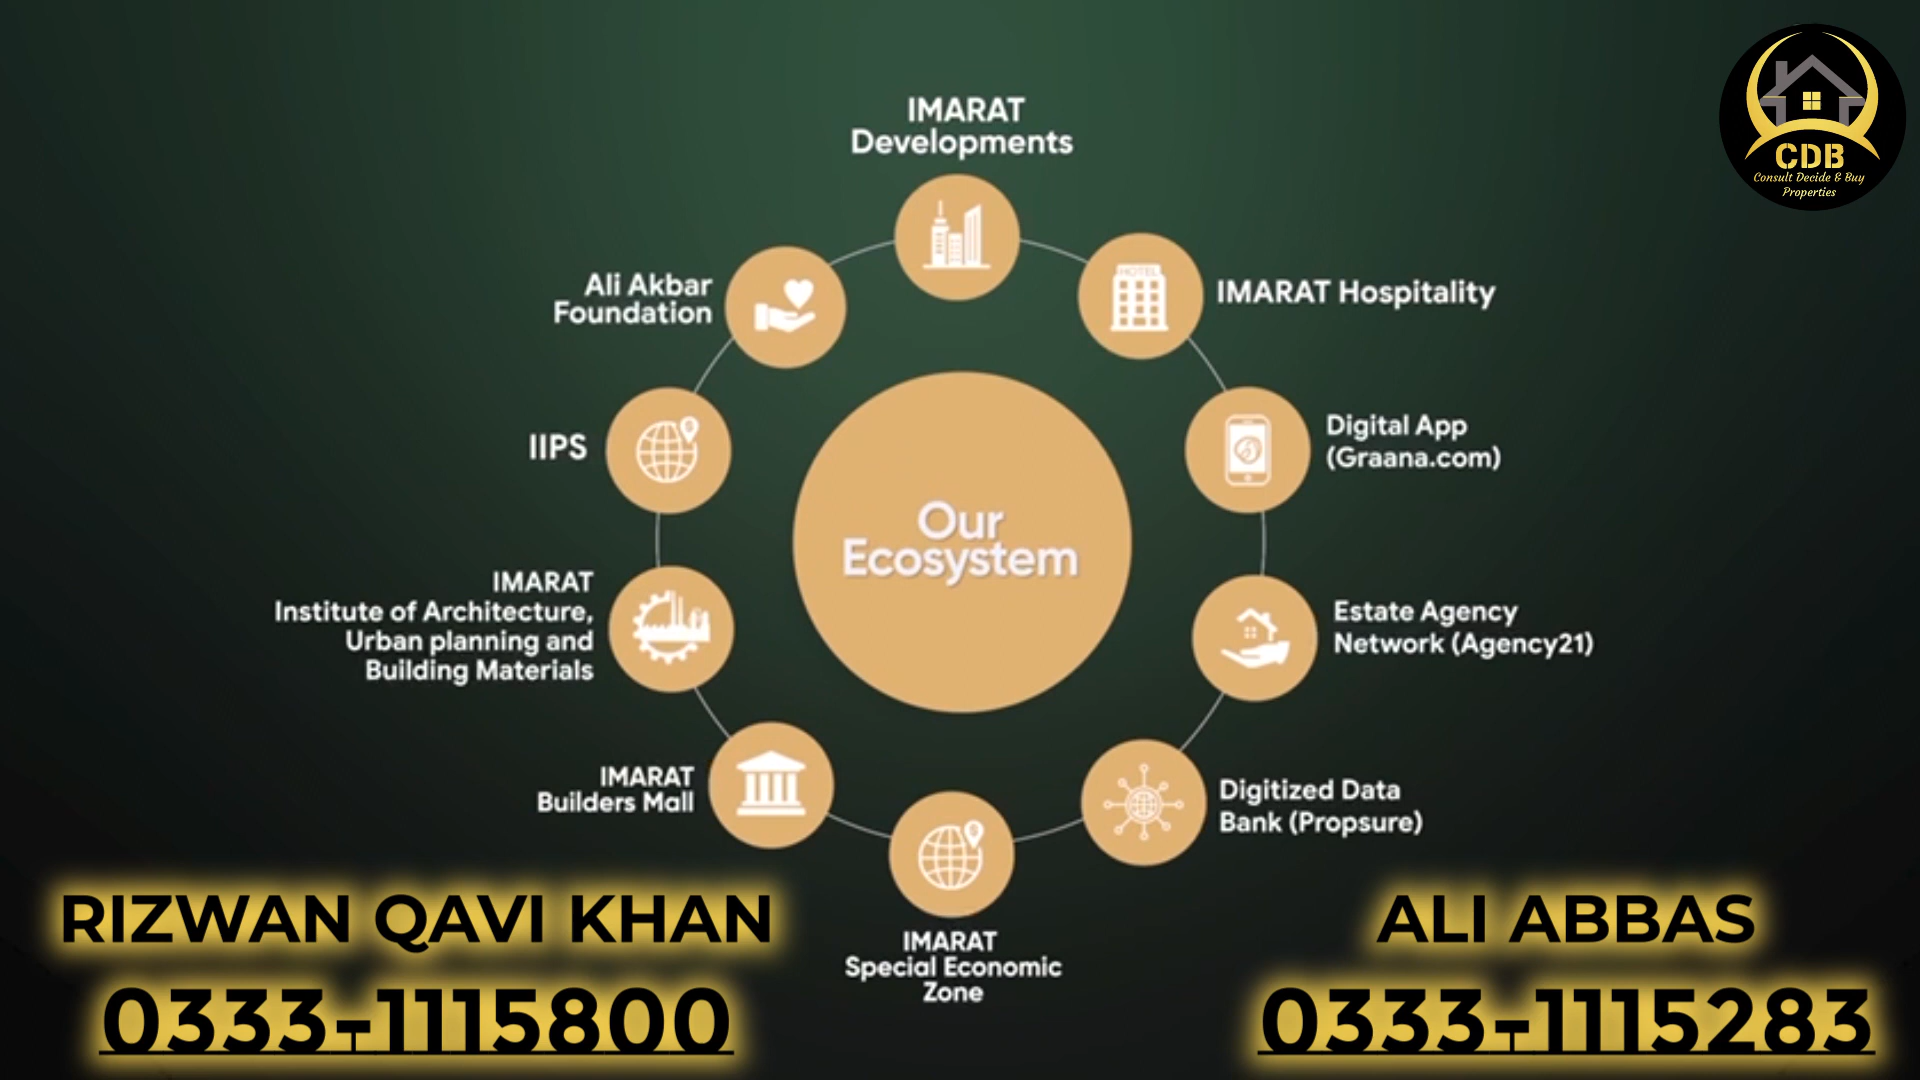 IMARAT
Developments
CDB
Consult Decide & Buy
Properties
Ali Akbar
Foundation
HOTEL
IMARAT Hospitality
IIPS
Digital App
(Graana.com)
Our
Ecosystem
IMARAT
Institute of Architecture,
Urban planning and
Building Materials
Estate Agency
Network (Agency21)
IMARAT
Builders Mall
Digitized Data
Bank (Propsure)
IMARAT
Special Economic
Zone
RIZWAN QAVI KHAN
0333-1115800
ALI ABBAS
0333-1115283